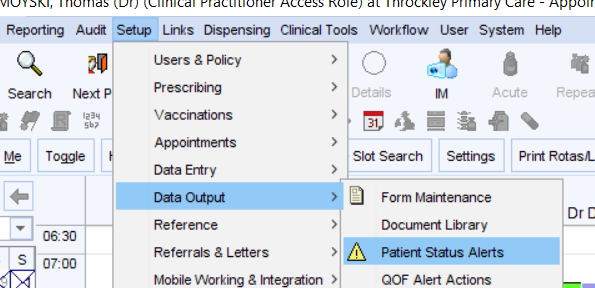 MOYSKI, Thomas (Dr) (Clinical Practitioner Access Role) at Throckley Primary Care - Appoin
Reporting Audit Setup Links Dispensing Clinical Tools Workflow User System Help
Users & Policy
Prescribing
Search Next P Details IM Acute Repea
Vaccinations
1234
567
31
Appointments
Me Toggle Slot Search Settings Print Rotas/L
Data Entry
Data Output
Form Maintenance
Reference
Document Library
Dr D
06:30
Referrals & Letters
Patient Status Alerts
S 07:00
Mobile Working & Integration
QOF Alert Actions